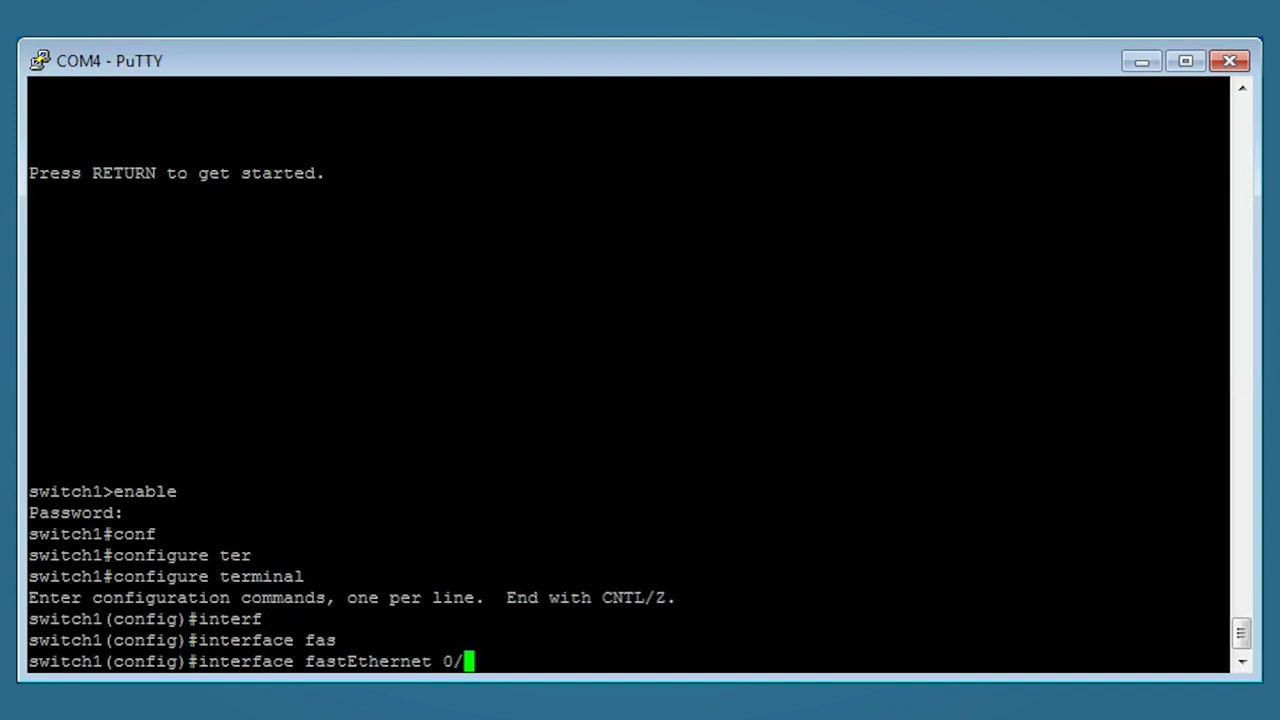 COM4 - PuTTY
Press RETURN to get started.
switch1>enable
Password:
switch1#conf
switch1#configure ter
switch1#configure terminal
Enter configuration commands, one per line.  End with CNTL/Z.
switch1(config)#interf
switch1(config)#interface fas
switch1(config)#interface fastEthernet 0/